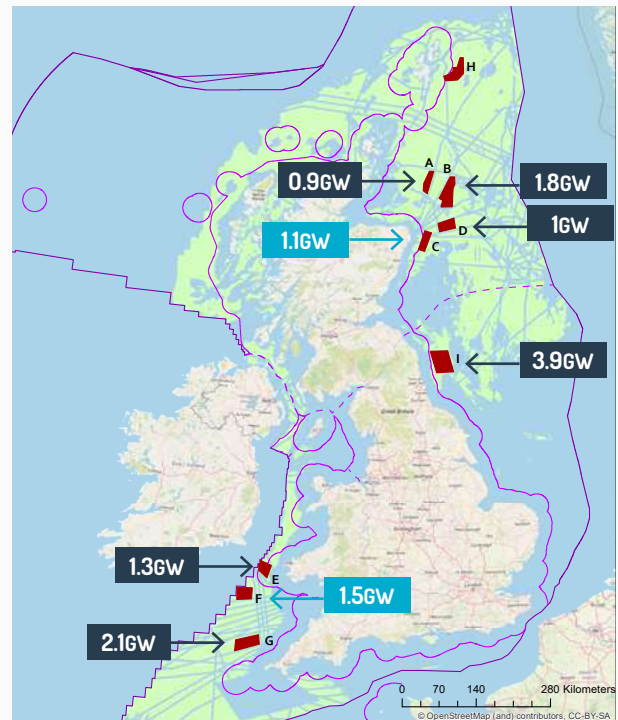 H
A
B
0.9GW
1.8GW
1.1GW
D
1GW
C
I
3.9GW
1.3GW
E
F
1.5GW
2.1GW
G
0 70 140 280 Kilometers
© OpenStreetMap (and) contributors, CC-BY-SA